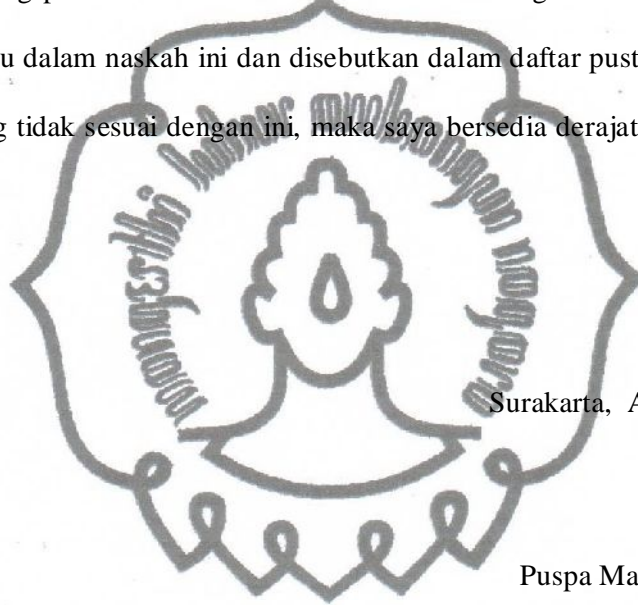 u dalam naskah ini dan disebutkan dalam daftar pust
g tidak sesuai dengan ini, maka saya bersedia derajat
Surakarta, A
Puspa Ma